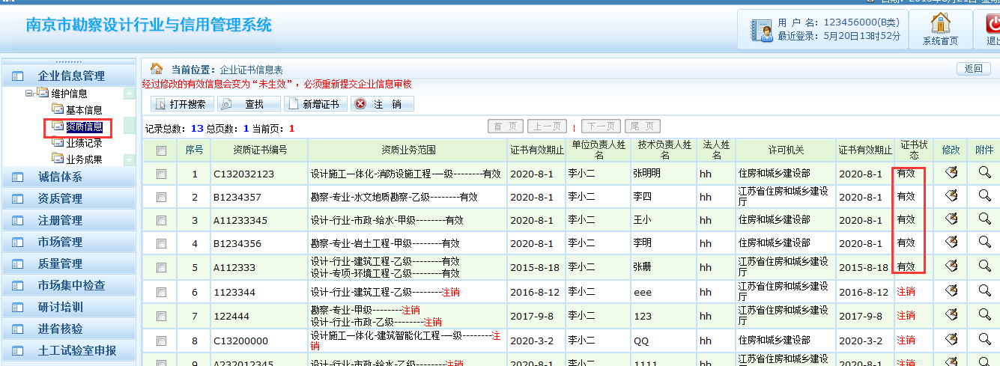 南京市勘察设计行业与信用管理系统
用 户 名: 123456000(B类)
最近登录: 5月20日13时52分
系统首页
企业信息管理
维护信息
基本信息
资质信息
业绩记录
业务成果
诚信体系
资质管理
注册管理
市场管理
质量管理
市场集中检查
研讨培训
进省核验
土工试验室申报
当前位置: 企业证书信息表
返回
经过修改的有效信息会变为“未生效”，必须重新提交企业信息审核
打开搜索 查找 新增证书 注 销
记录总数: 13 总页数: 1 当前页: 1 首 页 上一页 下一页 尾 页
序号 资质证书编号 资质业务范围 证书有效期止 单位负责人姓名 技术负责人姓名 法人姓名 许可机关 证书有效期止 证书状态 修改 附件
1 C132032123 设计施工一体化-消防设施工程-一级--------有效 2020-8-1 李小二 张明明 hh 住房和城乡建设部 2020-8-1 有效
2 B1234357 勘察-专业-水文地质勘察-乙级--------有效 2020-8-1 李小二 李四 hh 江苏省住房和城乡建设厅 2020-8-1 有效
3 A11233345 设计-行业-市政-给水-甲级--------有效 2020-8-1 李小二 王小 hh 住房和城乡建设部 2020-8-1 有效
4 B1234356 勘察-专业-岩土工程-甲级--------有效 2020-8-1 李小二 李明 hh 住房和城乡建设部 2020-8-1 有效
5 A112333 设计-行业-建筑工程-乙级--------有效
设计-专项-环境工程-乙级--------有效 2015-8-18 李小二 张珊 hh 江苏省住房和城乡建设厅 2015-8-18 有效
6 1123344 设计-行业-建筑工程-乙级--------注销 2016-8-12 李小二 eee hh 江苏省住房和城乡建设厅 2016-8-12 注销
7 122444 勘察-专业-甲级--------注销
设计-行业-市政-乙级--------注销 2017-9-8 李小二 123 hh 江苏省住房和城乡建设厅 2017-9-8 注销
8 C13200000 设计施工一体化-建筑智能化工程-一级--------注销 2020-3-2 李小二 QQ hh 住房和城乡建设部 2020-3-2 注销
9 A232012345 设计-行业-市政-给水-乙级--------注销 2020-8-1 李小二 1111 hh 江苏省住房和城乡建设 2020-8-1 注销